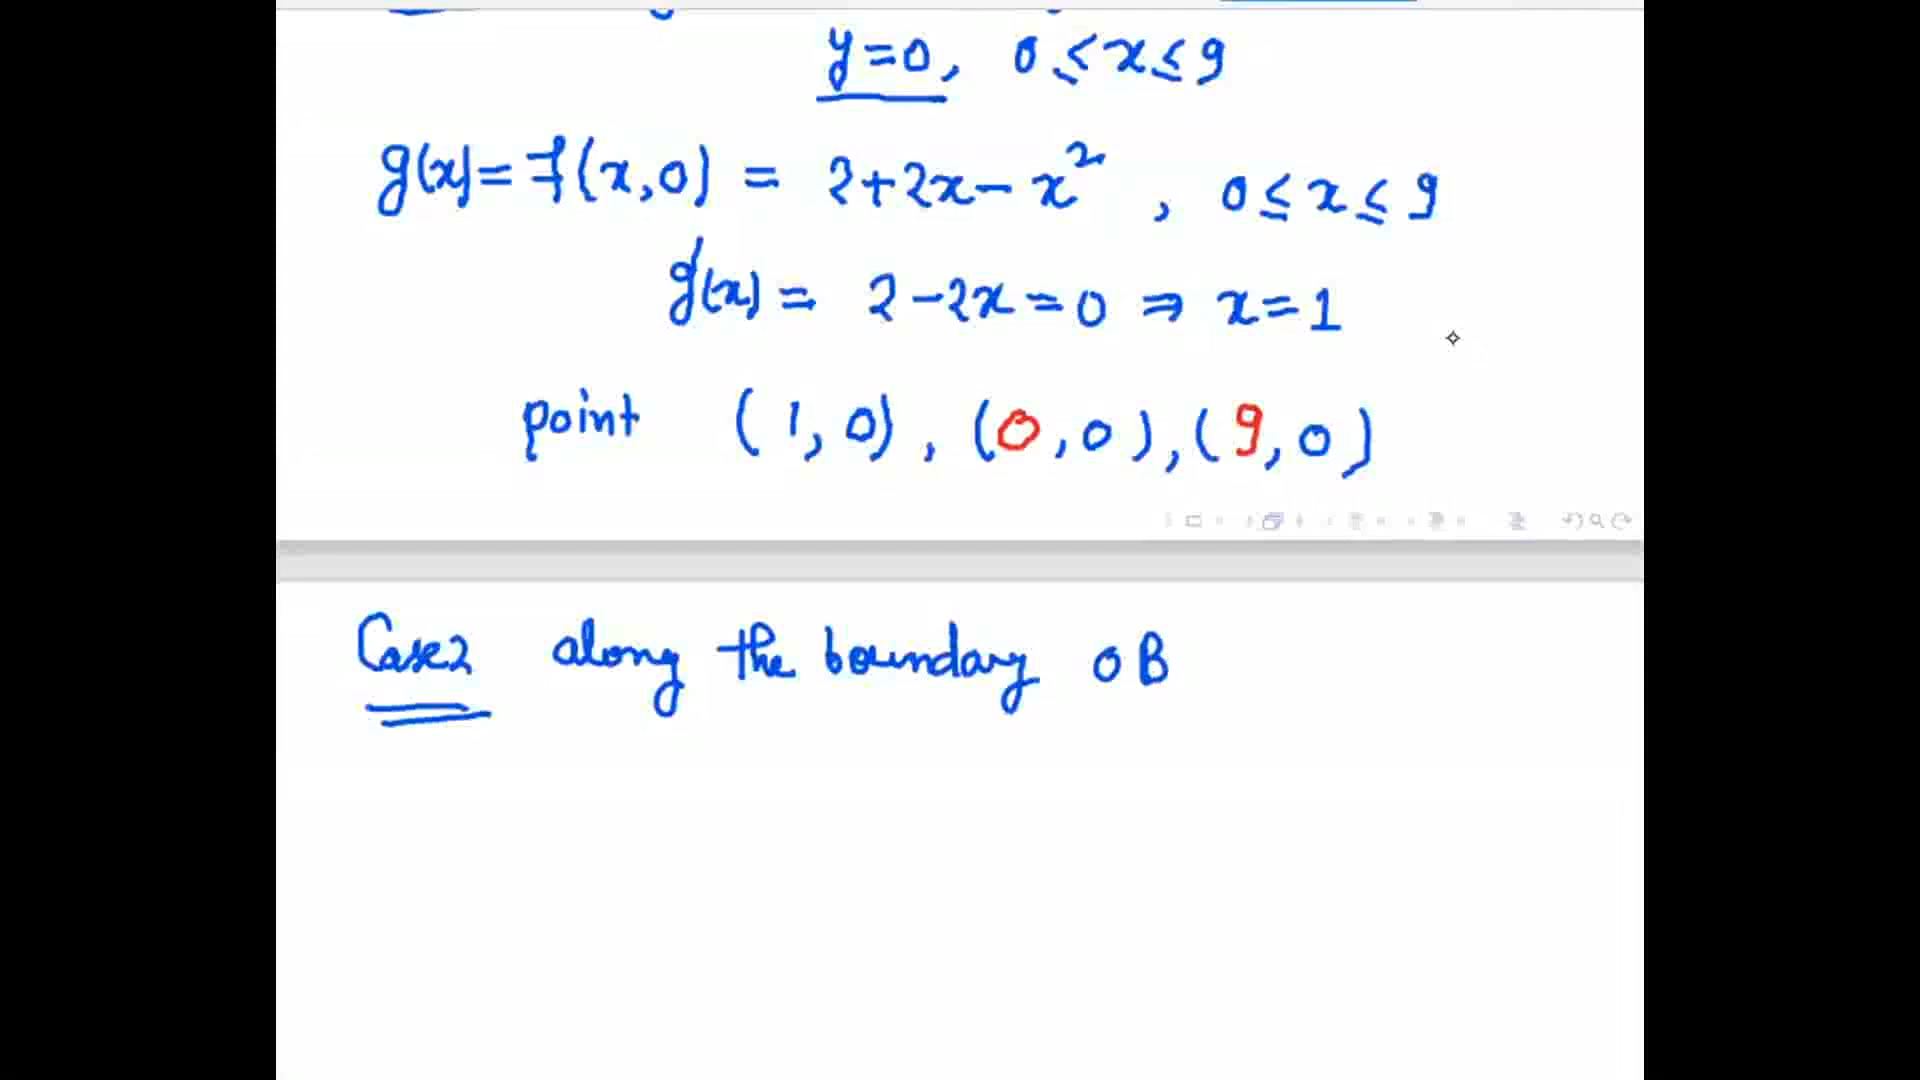 y=0, 0≤x≤9
g(x)=f(x,0) = 2+2x-x², 0≤x≤9
g'(x) = 2-2x=0 ⇒ x=1
point (1,0), (0,0), (9,0)
Case2 along the boundary OB